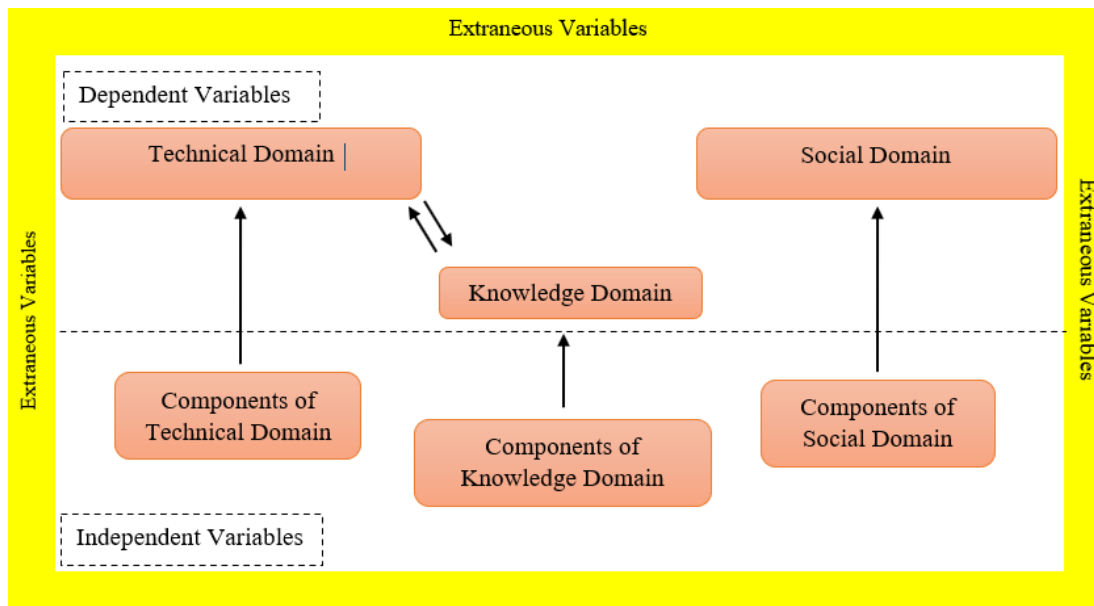 Extraneous Variables
Dependent Variables
Technical Domain
Social Domain
Extraneous Variables
Extraneous Variables
Knowledge Domain
Components of
Technical Domain
Components of
Knowledge Domain
Components of
Social Domain
Independent Variables